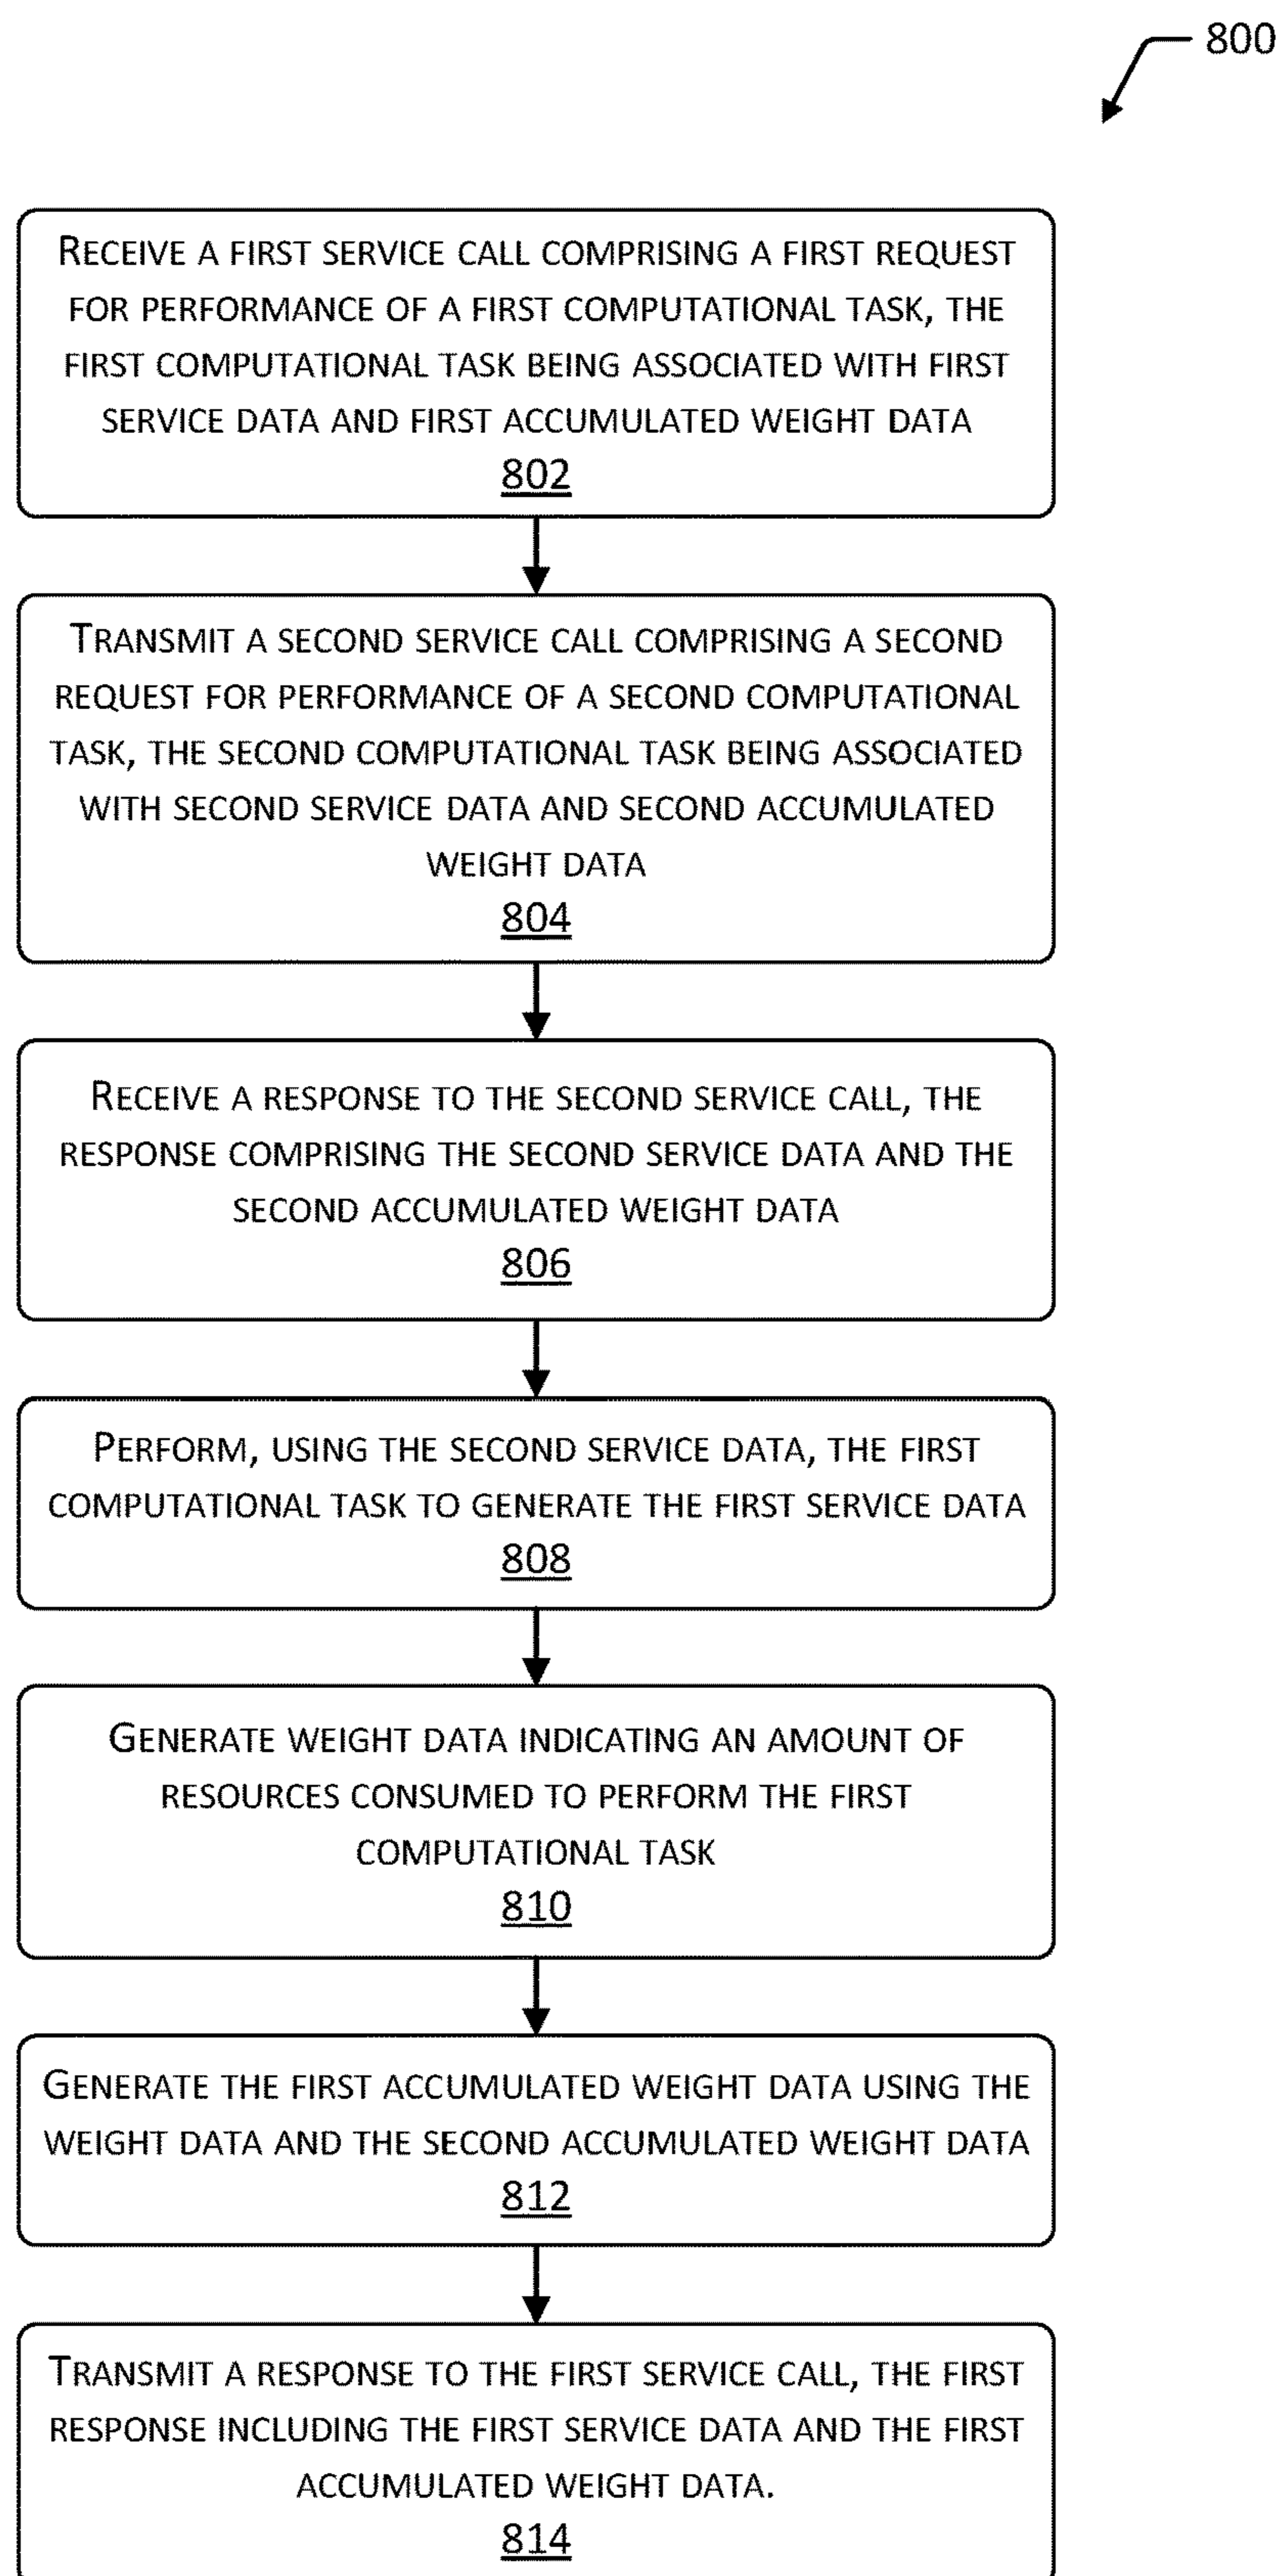 800
RECEIVE A FIRST SERVICE CALL COMPRISING A FIRST REQUEST
FOR PERFORMANCE OF A FIRST COMPUTATIONAL TASK, THE
FIRST COMPUTATIONAL TASK BEING ASSOCIATED WITH FIRST
SERVICE DATA AND FIRST ACCUMULATED WEIGHT DATA
802
TRANSMIT A SECOND SERVICE CALL COMPRISING A SECOND
REQUEST FOR PERFORMANCE OF A SECOND COMPUTATIONAL
TASK, THE SECOND COMPUTATIONAL TASK BEING ASSOCIATED
WITH SECOND SERVICE DATA AND SECOND ACCUMULATED
WEIGHT DATA
804
RECEIVE A RESPONSE TO THE SECOND SERVICE CALL, THE
RESPONSE COMPRISING THE SECOND SERVICE DATA AND THE
SECOND ACCUMULATED WEIGHT DATA
806
PERFORM, USING THE SECOND SERVICE DATA, THE FIRST
COMPUTATIONAL TASK TO GENERATE THE FIRST SERVICE DATA
808
GENERATE WEIGHT DATA INDICATING AN AMOUNT OF
RESOURCES CONSUMED TO PERFORM THE FIRST
COMPUTATIONAL TASK
810
GENERATE THE FIRST ACCUMULATED WEIGHT DATA USING THE
WEIGHT DATA AND THE SECOND ACCUMULATED WEIGHT DATA
812
TRANSMIT A RESPONSE TO THE FIRST SERVICE CALL, THE FIRST
RESPONSE INCLUDING THE FIRST SERVICE DATA AND THE FIRST
ACCUMULATED WEIGHT DATA.
814